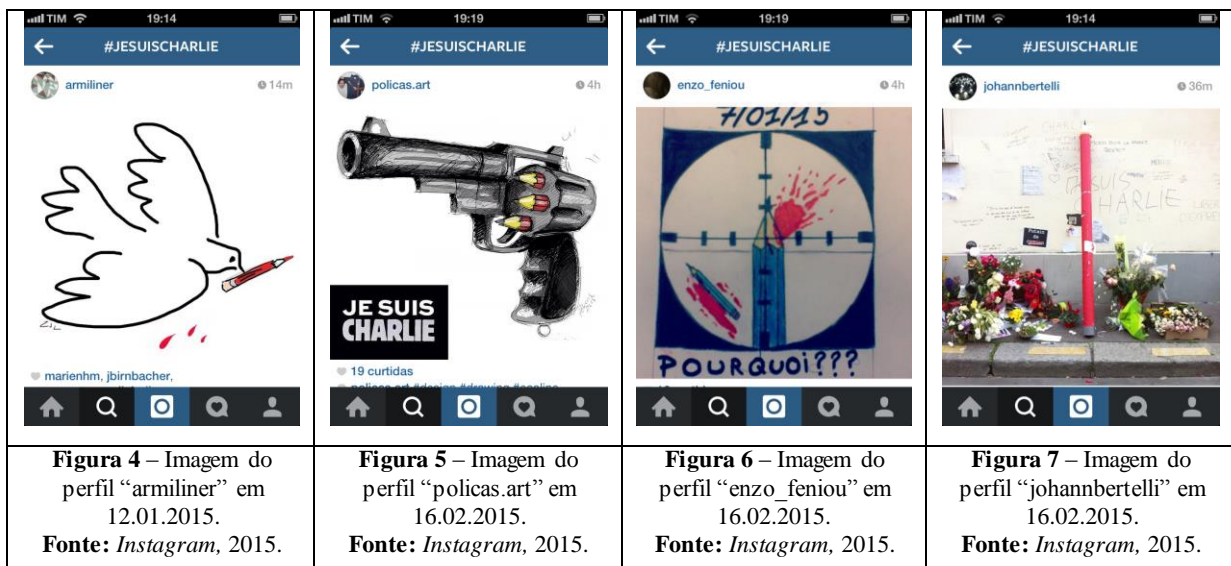 TIM 19:14
#JESUISCHARLIE
armiliner 14m
marienhm, jbirnbacher,
TIM 19:19
#JESUISCHARLIE
policas.art 4h
JE SUIS
CHARLIE
19 curtidas
TIM 19:19
#JESUISCHARLIE
enzo_feniou 4h
7/01/15
POURQUOI???
TIM 19:14
#JESUISCHARLIE
johannbertelli 36m
JE SUIS
CHARLIE
Figura 4 – Imagem do
perfil “armiliner” em
12.01.2015.
Fonte: Instagram, 2015.
Figura 5 – Imagem do
perfil “policas.art” em
16.02.2015.
Fonte: Instagram, 2015.
Figura 6 – Imagem do
perfil “enzo_feniou” em
16.02.2015.
Fonte: Instagram, 2015.
Figura 7 – Imagem do
perfil “johannbertelli” em
16.02.2015.
Fonte: Instagram, 2015.